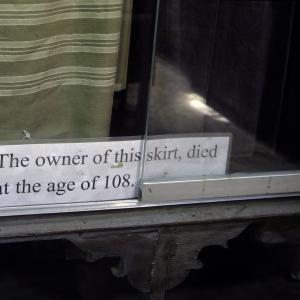 The owner of this skirt, died
at the age of 108.